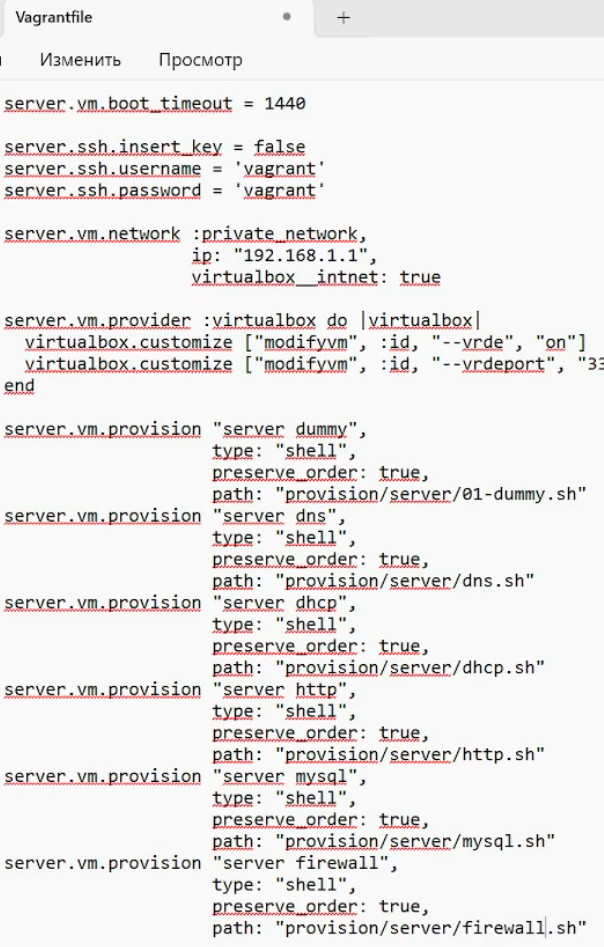 Vagrantfile
Изменить Просмотр
server.vm.boot_timeout = 1440
server.ssh.insert_key = false
server.ssh.username = 'vagrant'
server.ssh.password = 'vagrant'
server.vm.network :private_network,
ip: "192.168.1.1",
virtualbox__intnet: true
server.vm.provider :virtualbox do |virtualbox|
virtualbox.customize ["modifyvm", :id, "--vrde", "on"]
virtualbox.customize ["modifyvm", :id, "--vrdeport", "33
end
server.vm.provision "server dummy",
type: "shell",
preserve_order: true,
path: "provision/server/01-dummy.sh"
server.vm.provision "server dns",
type: "shell",
preserve_order: true,
path: "provision/server/dns.sh"
server.vm.provision "server dhcp",
type: "shell",
preserve_order: true,
path: "provision/server/dhcp.sh"
server.vm.provision "server http",
type: "shell",
preserve_order: true,
path: "provision/server/http.sh"
server.vm.provision "server mysql",
type: "shell",
preserve_order: true,
path: "provision/server/mysql.sh"
server.vm.provision "server firewall",
type: "shell",
preserve_order: true,
path: "provision/server/firewall.sh"